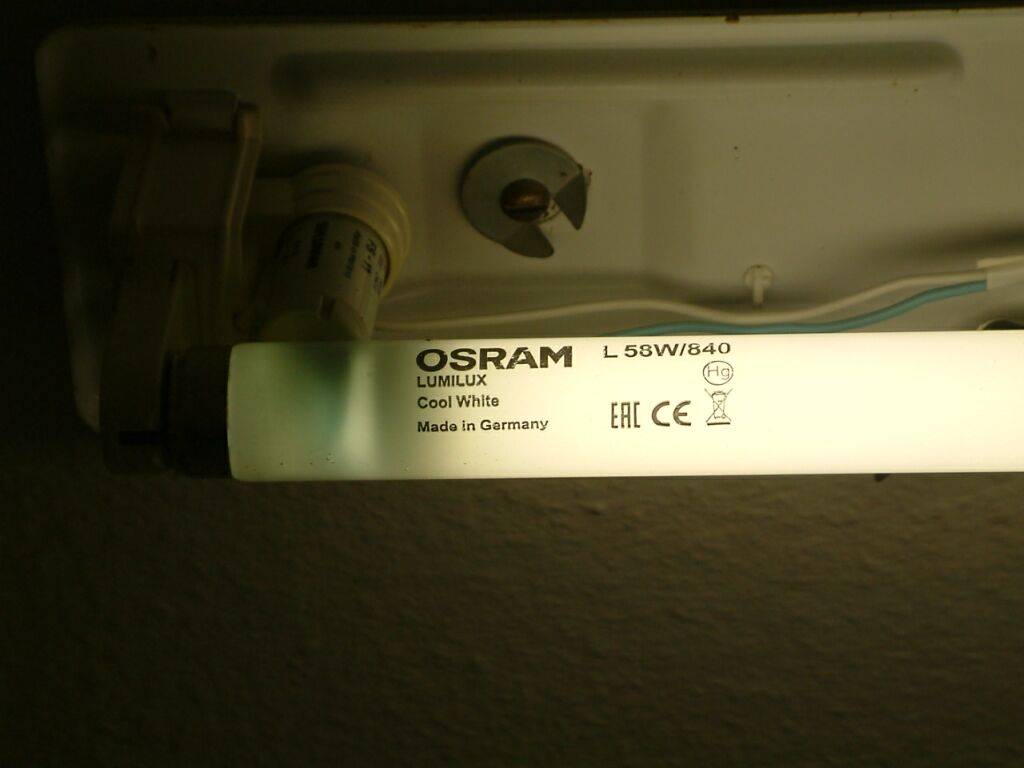 OSRAM
L 58W/840
LUMILUX
Hg
Cool White
EAC CE
Made in Germany